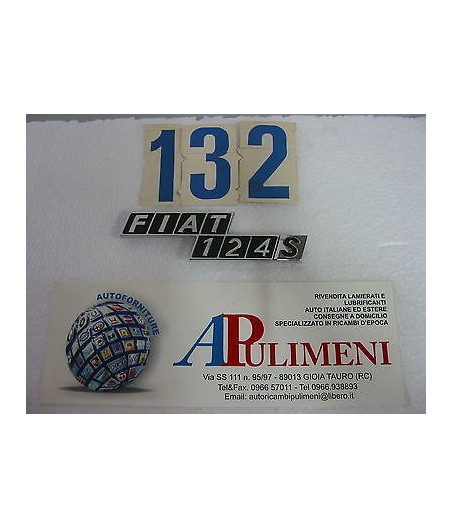 132
FIAT
124S
AUTOFORNITURE
RIVENDITA LAMIERATI E
LUBRIFICANTI
AUTO ITALIANE ED ESTERE
CONSEGNE A DOMICILIO
SPECIALIZZATO IN RICAMBI D'EPOCA
APULIMENI
Via SS 111 n. 95/97 - 89013 GIOIA TAURO (RC)
Tel&Fax. 0966 57011 - Tel 0966.938893
Email: autoricambipulimeni@libero.it